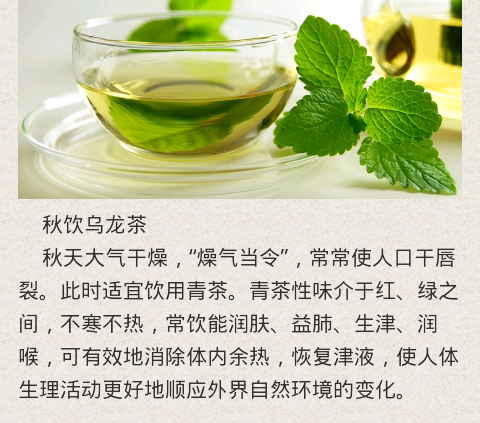 秋饮乌龙茶
秋天大气干燥，“燥气当令”，常常使人口干唇
裂。此时适宜饮用青茶。青茶性味介于红、绿之
间，不寒不热，常饮能润肤、益肺、生津、润
喉，可有效地消除体内余热，恢复津液，使人体
生理活动更好地顺应外界自然环境的变化。